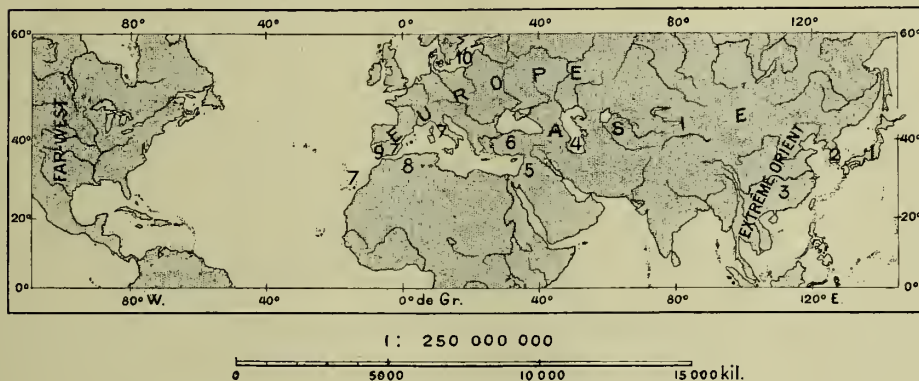 80° 40° 0° 40° 80° 120°
60° 60°
FAR-WEST EUROPE ASIE EXTRÊME ORIENT
10
40° 9 7 7 6 4 2 1 40°
7 8 5 3
20° 20°
0° 0°
80° W. 40° 0° de Gr. 40° 80° 120° E.
1 : 250 000 000
0 5000 10 000 15 000 kil.